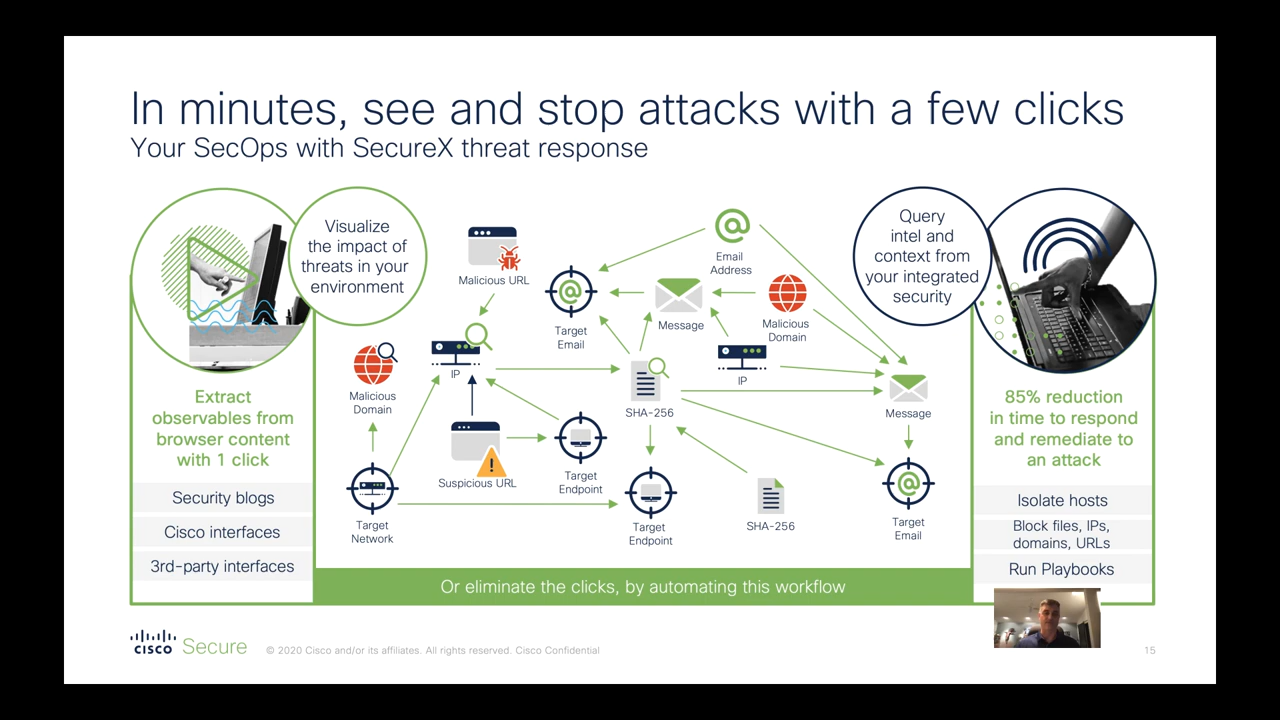 In minutes, see and stop attacks with a few clicks
Your SecOps with SecureX threat response
Visualize
the impact of
threats in your
environment
Extract
observables from
browser content
with 1 click
Security blogs
Cisco interfaces
3rd-party interfaces
Malicious URL
Target
Email
Email
Address
Message
Malicious
Domain
IP
IP
Malicious
Domain
SHA-256
Message
Suspicious URL
Target
Endpoint
Target
Network
Target
Endpoint
SHA-256
Target
Email
Query
intel and
context from
your integrated
security
85% reduction
in time to respond
and remediate to
an attack
Isolate hosts
Block files, IPs,
domains, URLs
Run Playbooks
Or eliminate the clicks, by automating this workflow
CISCO Secure
© 2020 Cisco and/or its affiliates. All rights reserved. Cisco Confidential
15